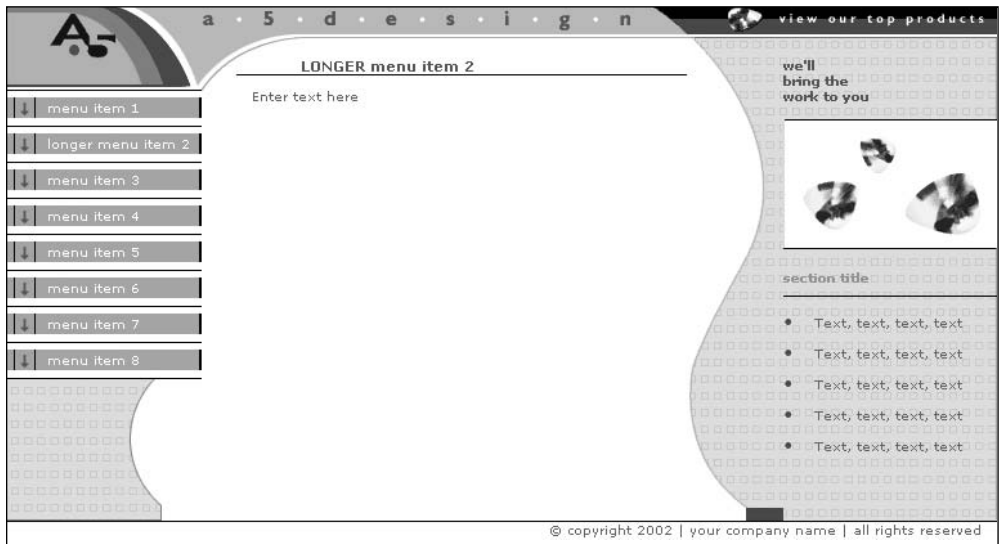 A5
a · 5 · d · e · s · i · g · n
view our top products
LONGER menu item 2
Enter text here
menu item 1
longer menu item 2
menu item 3
menu item 4
menu item 5
menu item 6
menu item 7
menu item 8
we'll
bring the
work to you
section title
• Text, text, text, text
• Text, text, text, text
• Text, text, text, text
• Text, text, text, text
• Text, text, text, text
© copyright 2002 | your company name | all rights reserved